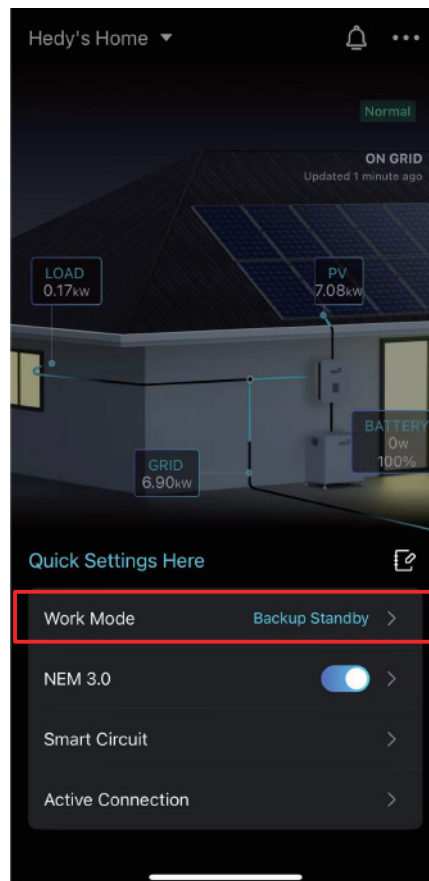 Hedy's Home
Normal
ON GRID
Updated 1 minute ago
LOAD
0.17kW
PV
7.08kW
BATTERY
0W
100%
GRID
6.90kW
Quick Settings Here
Work Mode Backup Standby
NEM 3.0
Smart Circuit
Active Connection